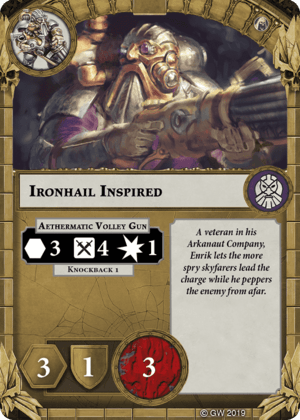 IRONHAIL INSPIRED
AETHERMATIC VOLLEY GUN
3 4 1
KNOCKBACK 1
A veteran in his
Arkanaut Company,
Enrik lets the more
spry skyfarers lead the
charge while he peppers
the enemy from afar.
3 1 3
© GW 2019